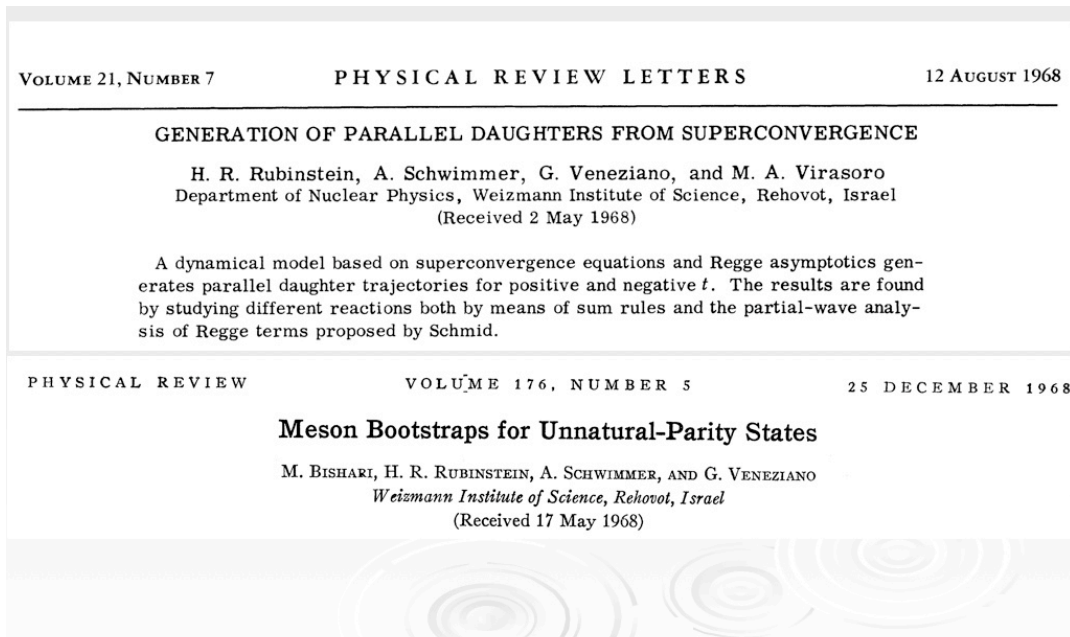 VOLUME 21, NUMBER 7 PHYSICAL REVIEW LETTERS 12 AUGUST 1968
GENERATION OF PARALLEL DAUGHTERS FROM SUPERCONVERGENCE
H. R. Rubinstein, A. Schwimmer, G. Veneziano, and M. A. Virasoro
Department of Nuclear Physics, Weizmann Institute of Science, Rehovot, Israel
(Received 2 May 1968)
A dynamical model based on superconvergence equations and Regge asymptotics gen-
erates parallel daughter trajectories for positive and negative t. The results are found
by studying different reactions both by means of sum rules and the partial-wave analy-
sis of Regge terms proposed by Schmid.
PHYSICAL REVIEW VOLUME 176, NUMBER 5 25 DECEMBER 1968
Meson Bootstraps for Unnatural-Parity States
M. BISHARI, H. R. RUBINSTEIN, A. SCHWIMMER, AND G. VENEZIANO
Weizmann Institute of Science, Rehovot, Israel
(Received 17 May 1968)